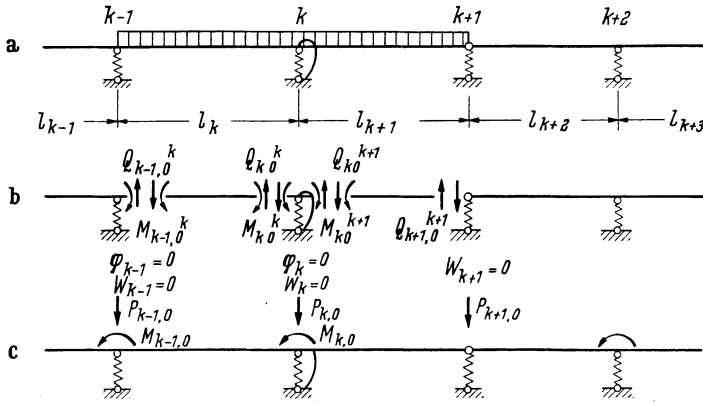 k-1 k k+1 k+2
a
l_{k-1} l_k l_{k+1} l_{k+2} l_{k+3}
Q_{k-1,0}^k Q_{k0}^k Q_{k0}^{k+1}
b
M_{k-1,0}^k M_{k0}^k M_{k0}^{k+1} Q_{k+1,0}^{k+1}
φ_{k-1}=0 φ_k=0 W_{k+1}=0
W_{k-1}=0 W_k=0
P_{k-1,0} P_{k,0} P_{k+1,0}
M_{k-1,0} M_{k,0}
c